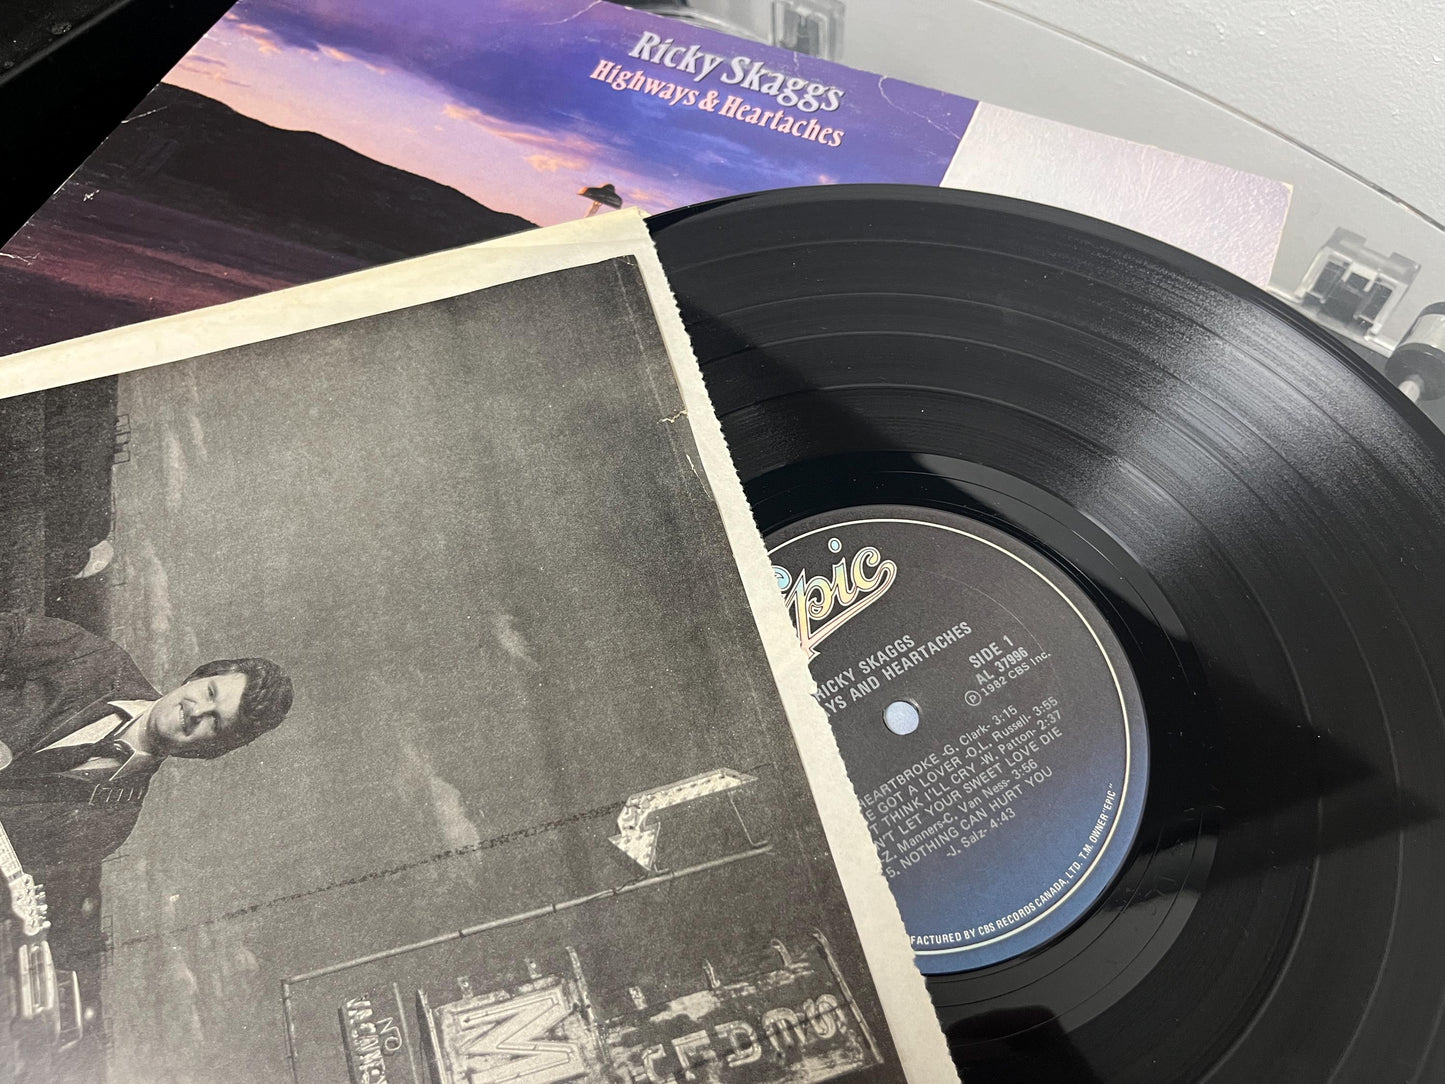 Ricky Skaggs
Highways & Heartaches
Epic
RICKY SKAGGS
YS AND HEARTACHES
SIDE 1
AL 37996
Ⓟ 1982 CBS Inc.
HEARTBROKE -G. Clark- 3:15
E GOT A LOVER -O.L. Russell- 3:55
T THINK I'LL CRY -W. Patton- 2:37
N'T LET YOUR SWEET LOVE DIE
Z. Manners-C. Van Ness- 3:56
5. NOTHING CAN HURT YOU
-J. Salz- 4:43
FACTURED BY CBS RECORDS CANADA, LTD. T.M. OWNER "EPIC"
NO
VACANCY
M